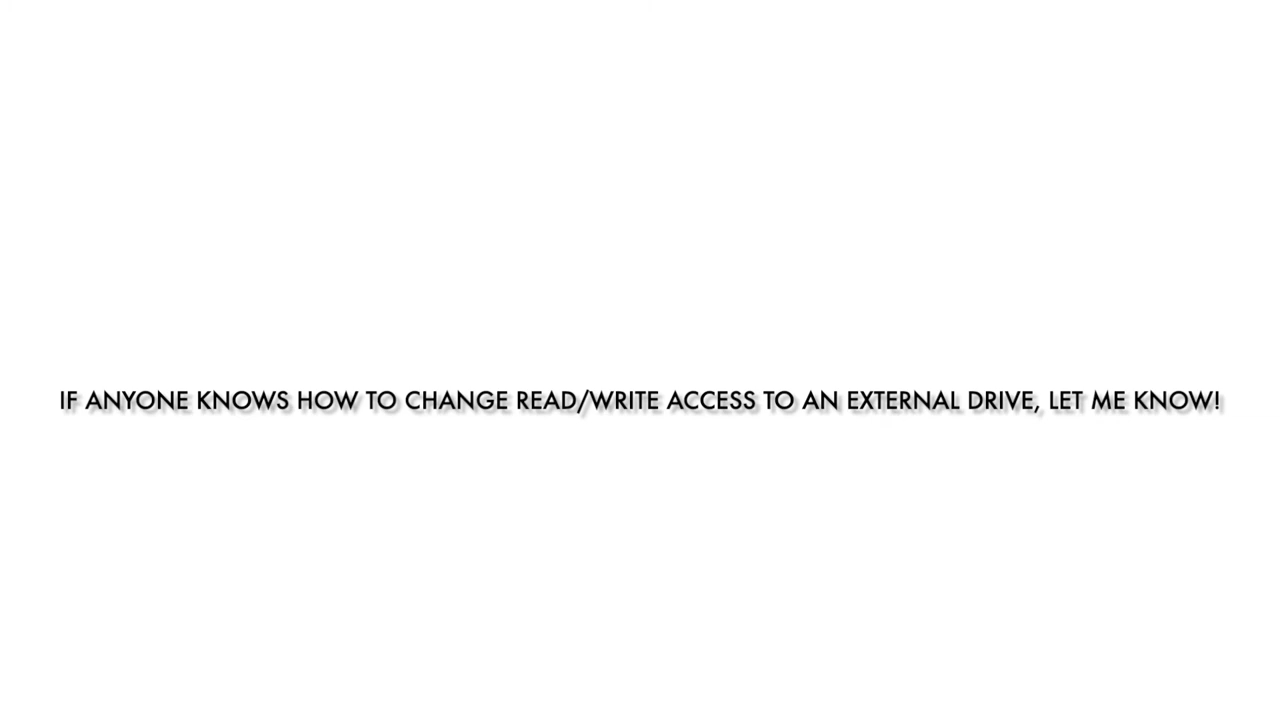 IF ANYONE KNOWS HOW TO CHANGE READ/WRITE ACCESS TO AN EXTERNAL DRIVE, LET ME KNOW!